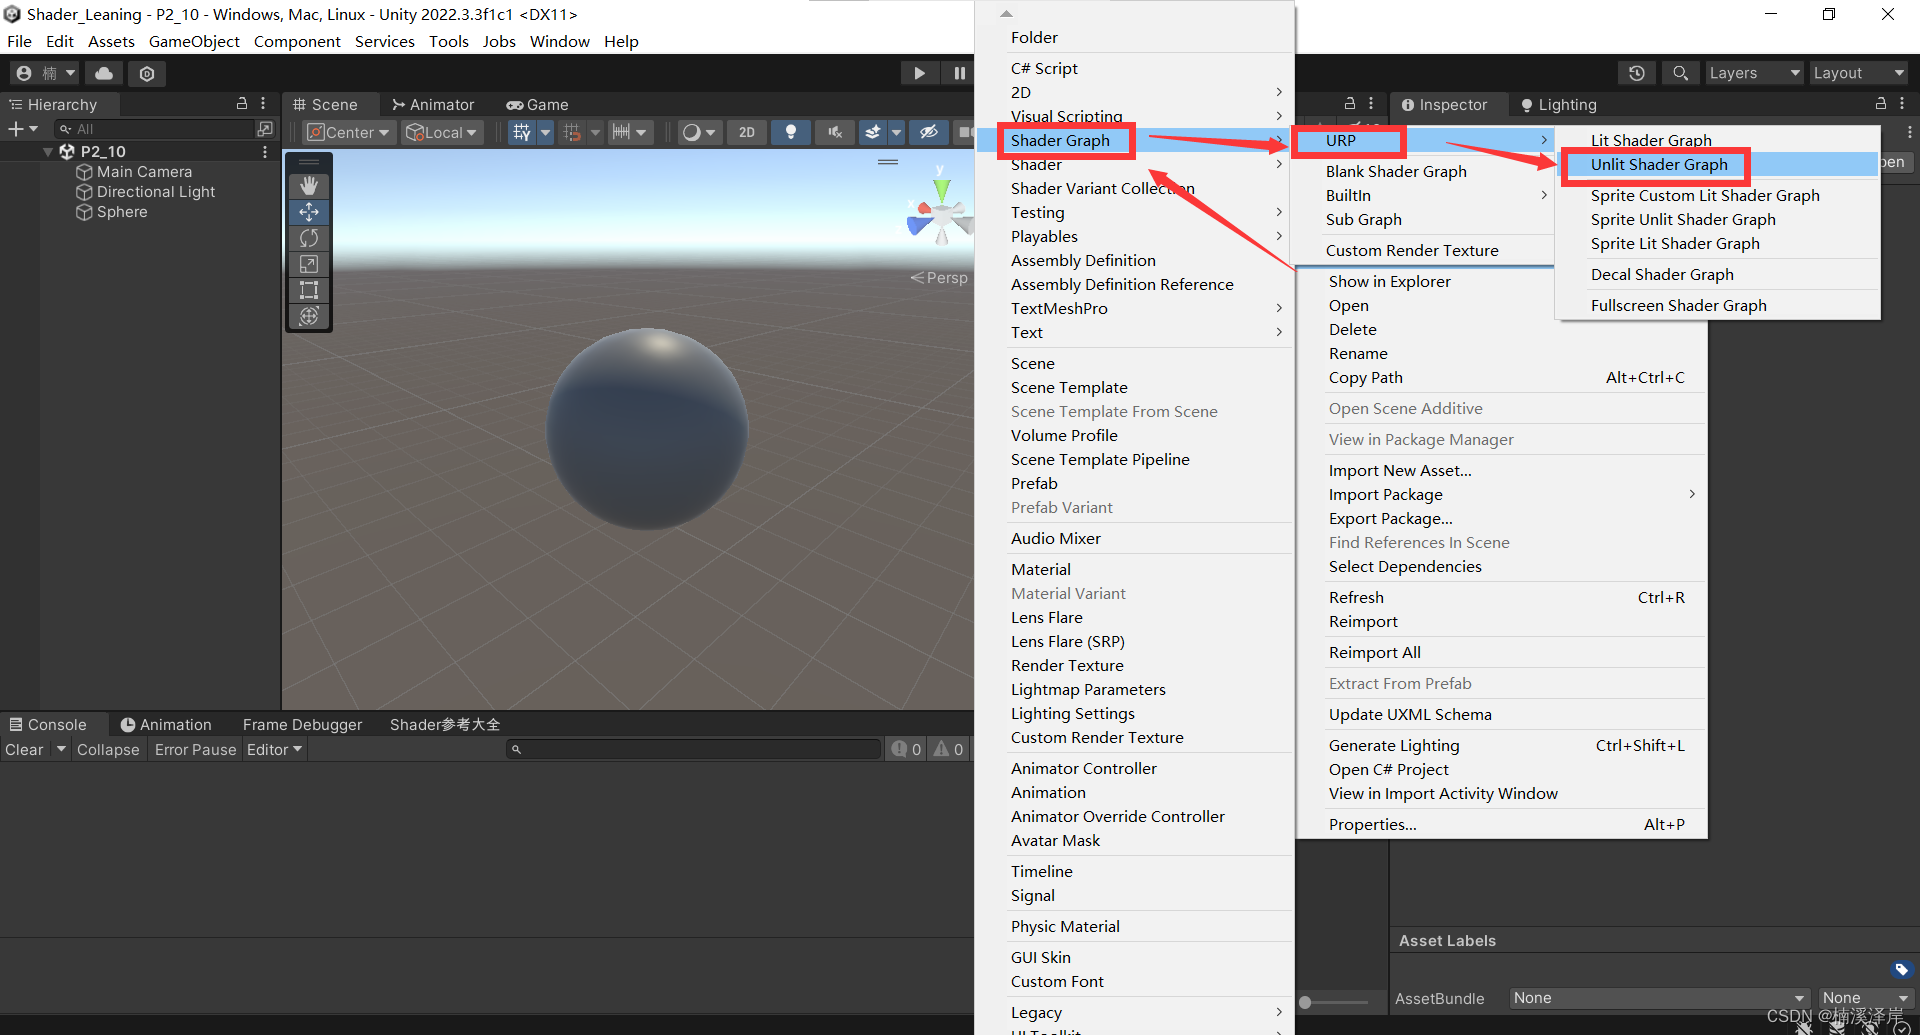 Shader_Leaning - P2_10 - Windows, Mac, Linux - Unity 2022.3.3f1c1 <DX11>
File Edit Assets GameObject Component Services Tools Jobs Window Help
楠
Layers
Layout
Hierarchy
All
P2_10
Main Camera
Directional Light
Sphere
Scene
Animator
Game
Center
Local
2D
y
x
Persp
Console
Animation
Frame Debugger
Shader参考大全
Clear
Collapse
Error Pause
Editor
0
0
Folder
C# Script
2D
Visual Scripting
Shader Graph
Shader
Shader Variant Collection
Testing
Playables
Assembly Definition
Assembly Definition Reference
TextMeshPro
Text
Scene
Scene Template
Scene Template From Scene
Volume Profile
Scene Template Pipeline
Prefab
Prefab Variant
Audio Mixer
Material
Material Variant
Lens Flare
Lens Flare (SRP)
Render Texture
Lightmap Parameters
Lighting Settings
Custom Render Texture
Animator Controller
Animation
Animator Override Controller
Avatar Mask
Timeline
Signal
Physic Material
GUI Skin
Custom Font
Legacy
UI Toolkit
URP
Blank Shader Graph
BuiltIn
Sub Graph
Custom Render Texture
Show in Explorer
Open
Delete
Rename
Copy Path Alt+Ctrl+C
Open Scene Additive
View in Package Manager
Import New Asset...
Import Package
Export Package...
Find References In Scene
Select Dependencies
Refresh Ctrl+R
Reimport
Reimport All
Extract From Prefab
Update UXML Schema
Generate Lighting Ctrl+Shift+L
Open C# Project
View in Import Activity Window
Properties... Alt+P
Inspector
Lighting
Lit Shader Graph
Unlit Shader Graph
Sprite Custom Lit Shader Graph
Sprite Unlit Shader Graph
Sprite Lit Shader Graph
Decal Shader Graph
Fullscreen Shader Graph
pen
Asset Labels
AssetBundle
None
None
CSDN @楠溪泽岸